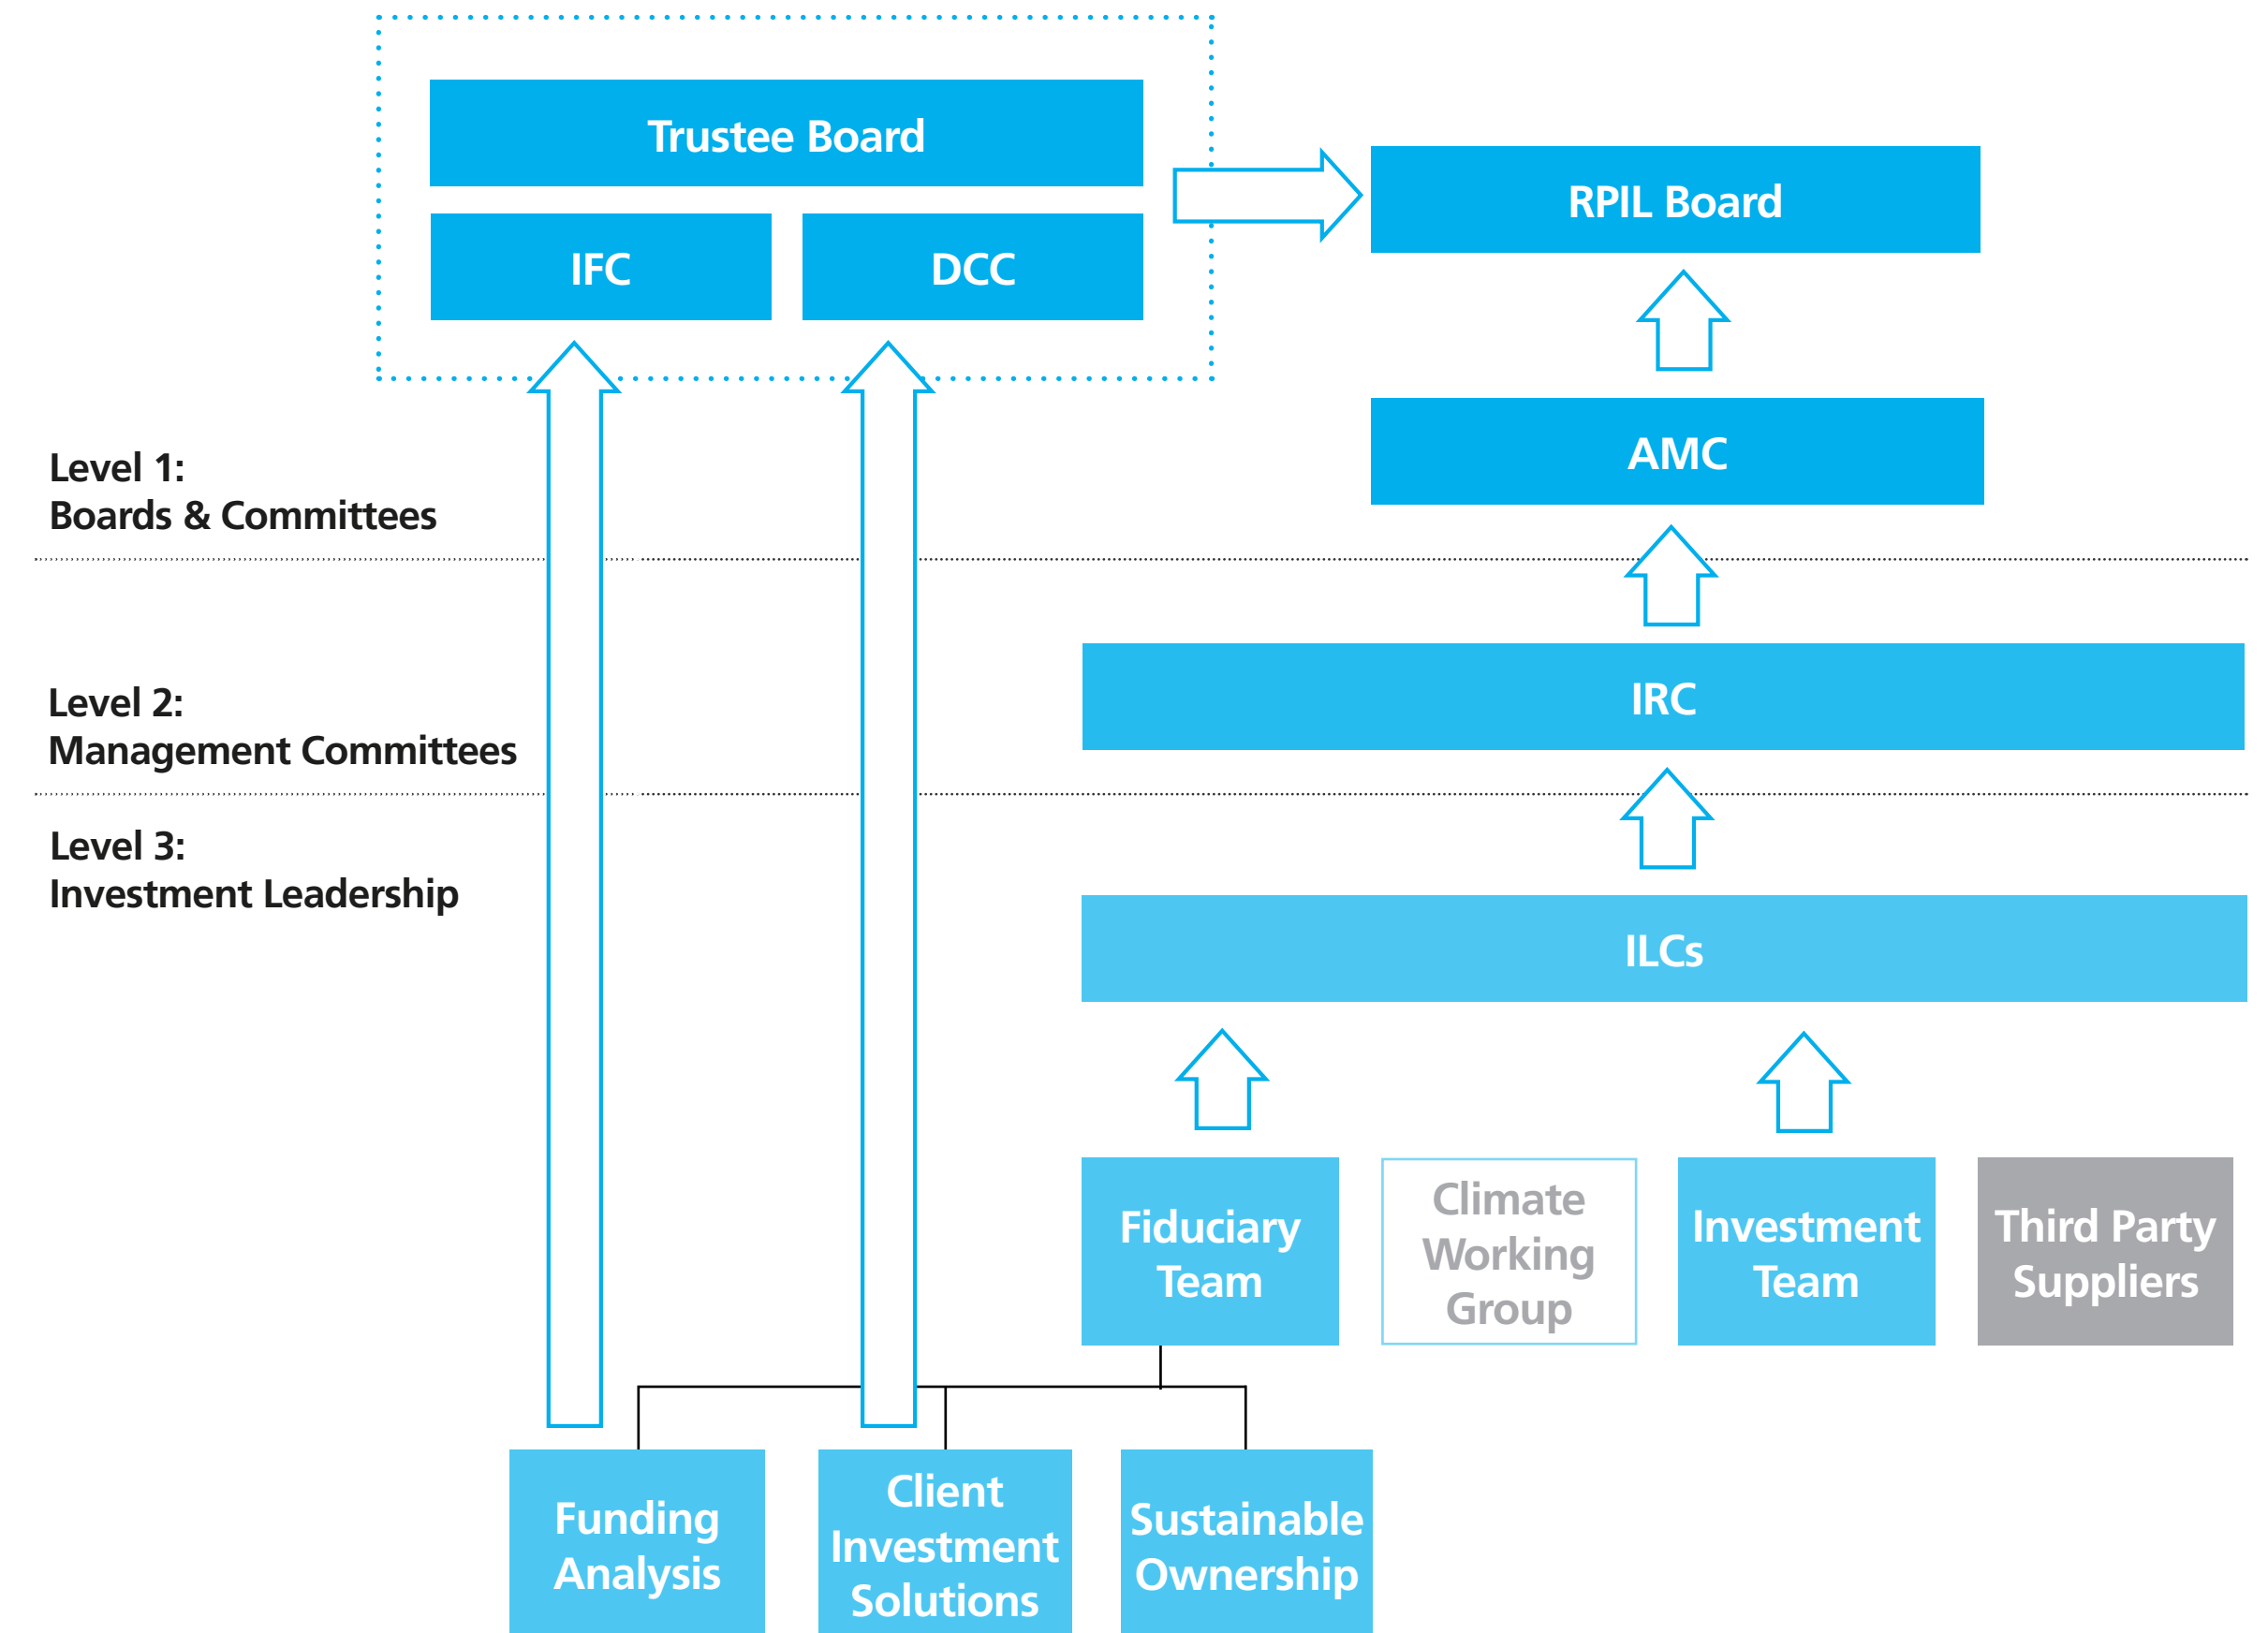 Trustee Board
IFC
DCC
RPIL Board
AMC
Level 1:
Boards & Committees
Level 2:
Management Committees
IRC
Level 3:
Investment Leadership
ILCs
Fiduciary
Team
Climate
Working
Group
Investment
Team
Third Party
Suppliers
Funding
Analysis
Client
Investment
Solutions
Sustainable
Ownership